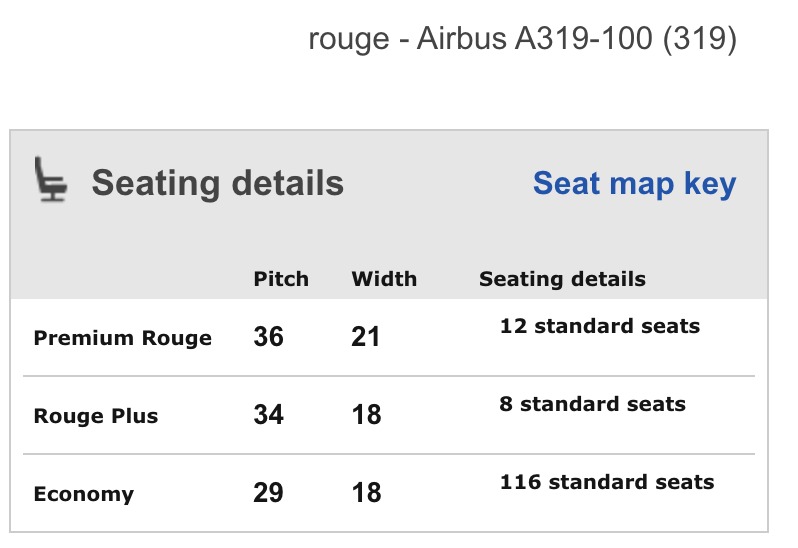 rouge - Airbus A319-100 (319)
Seating details Seat map key
Pitch Width Seating details
Premium Rouge 36 21 12 standard seats
Rouge Plus 34 18 8 standard seats
Economy 29 18 116 standard seats